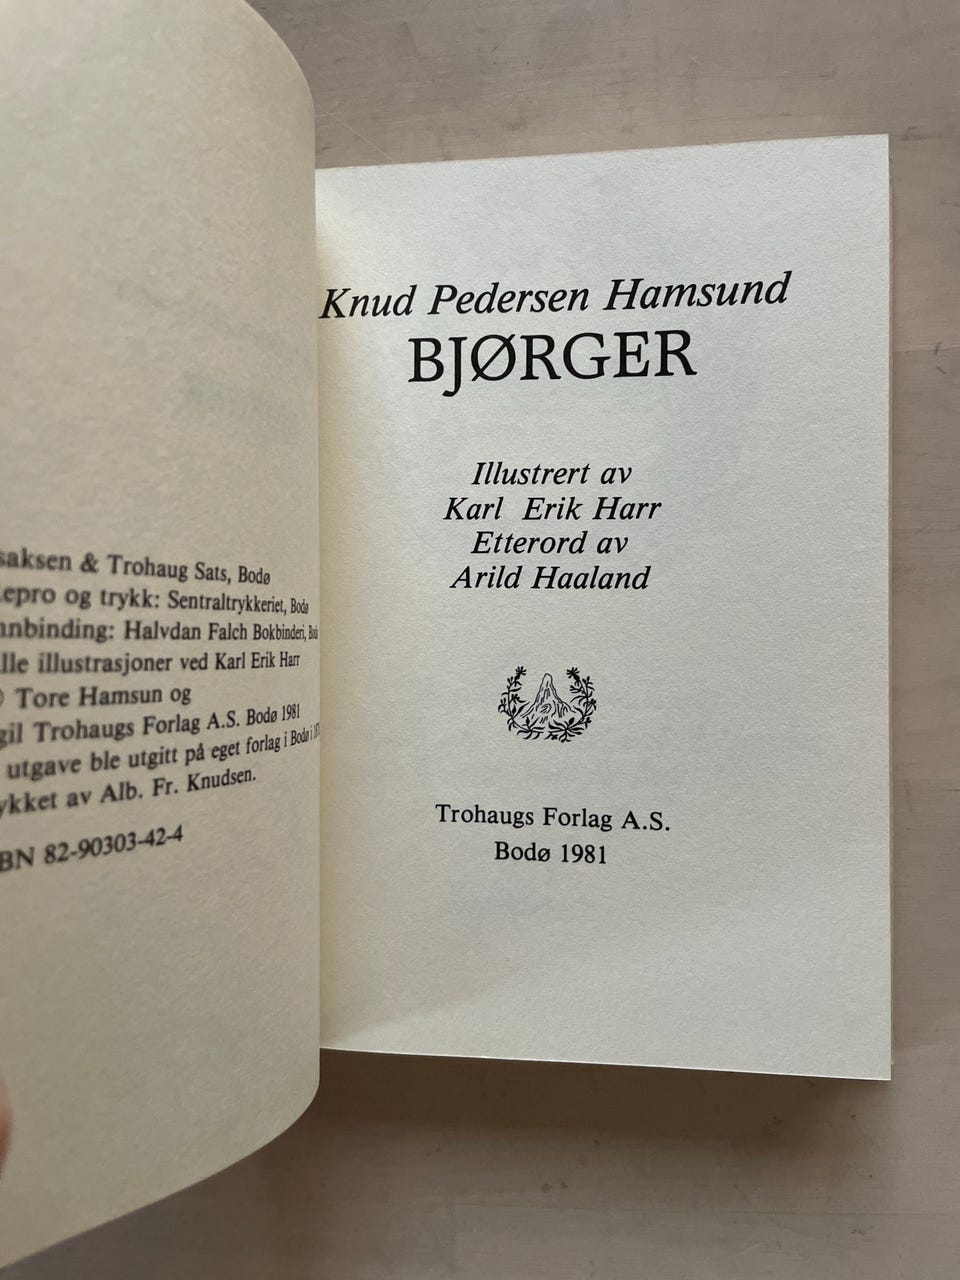 saksen & Trohaug Sats, Bodø
epro og trykk: Sentraltrykkeriet, Bodø
nnbinding: Halvdan Falch Bokbinderi,
lle illustrasjoner ved Karl Erik Harr
Tore Hamsun og
gil Trohaugs Forlag A.S. Bodø 1981
utgave ble utgitt på eget forlag i Bodø i
ykket av Alb. Fr. Knudsen.
BN 82-90303-42-4
Knud Pedersen Hamsund
BJØRGER
Illustrert av
Karl Erik Harr
Etterord av
Arild Haaland
Trohaugs Forlag A.S.
Bodø 1981